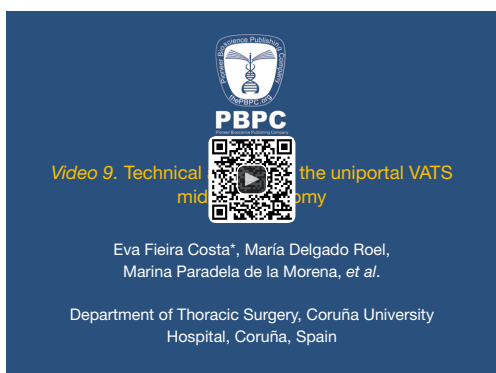 Pioneer Bioscience Publishing Company
thePBPC.org
PBPC
Pioneer Bioscience Publishing Company
Video 9. Technical the uniportal VATS
mid omy
Eva Fieira Costa*, María Delgado Roel,
Marina Paradela de la Morena, et al.
Department of Thoracic Surgery, Coruña University
Hospital, Coruña, Spain